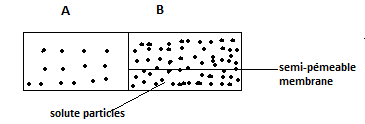 A
B
semi-pémeable
membrane
solute particles